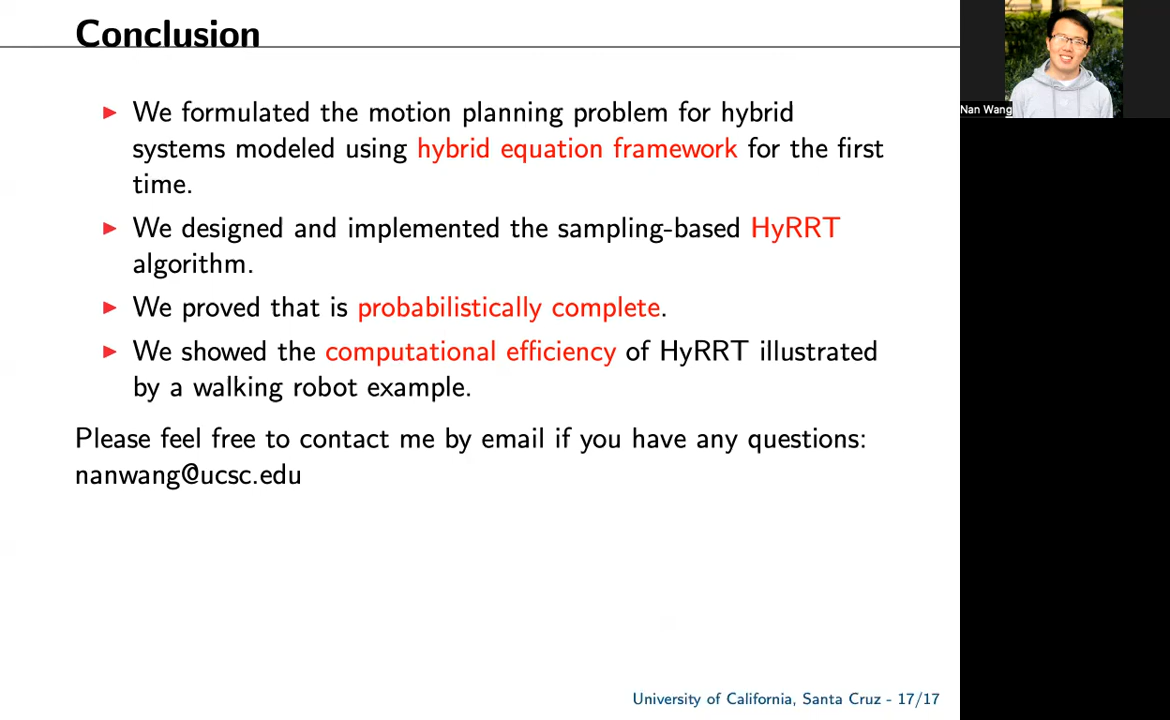 Conclusion
Nan Wang
▶ We formulated the motion planning problem for hybrid
systems modeled using hybrid equation framework for the first
time.
▶ We designed and implemented the sampling-based HyRRT
algorithm.
▶ We proved that is probabilistically complete.
▶ We showed the computational efficiency of HyRRT illustrated
by a walking robot example.
Please feel free to contact me by email if you have any questions:
nanwang@ucsc.edu
University of California, Santa Cruz - 17/17